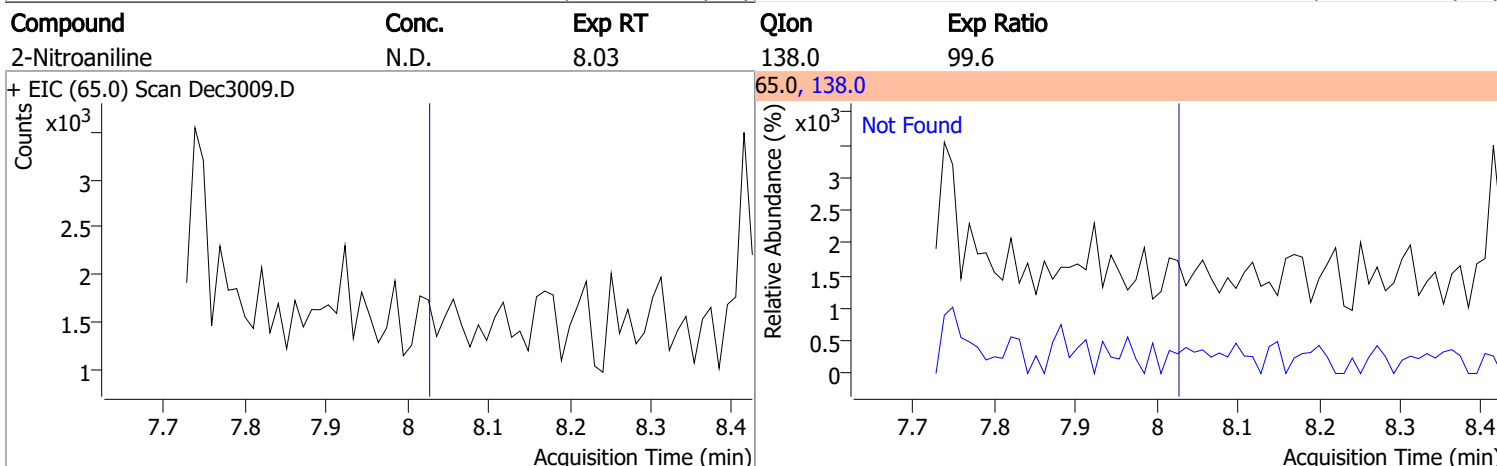 Compound Conc. Exp RT QIon Exp Ratio
2-Nitroaniline N.D. 8.03 138.0 99.6
+ EIC (65.0) Scan Dec3009.D
Counts
x10³
3
2.5
2
1.5
1
7.7 7.8 7.9 8 8.1 8.2 8.3 8.4
Acquisition Time (min)
65.0, 138.0
Relative Abundance (%)
x10³
Not Found
3
2.5
2
1.5
1
0.5
0
7.7 7.8 7.9 8 8.1 8.2 8.3 8.4
Acquisition Time (min)